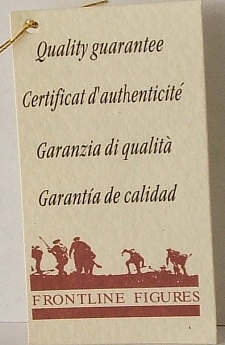 Quality guarantee
Certificat d'authenticité
Garanzia di qualità
Garantía de calidad
FRONTLINE FIGURES